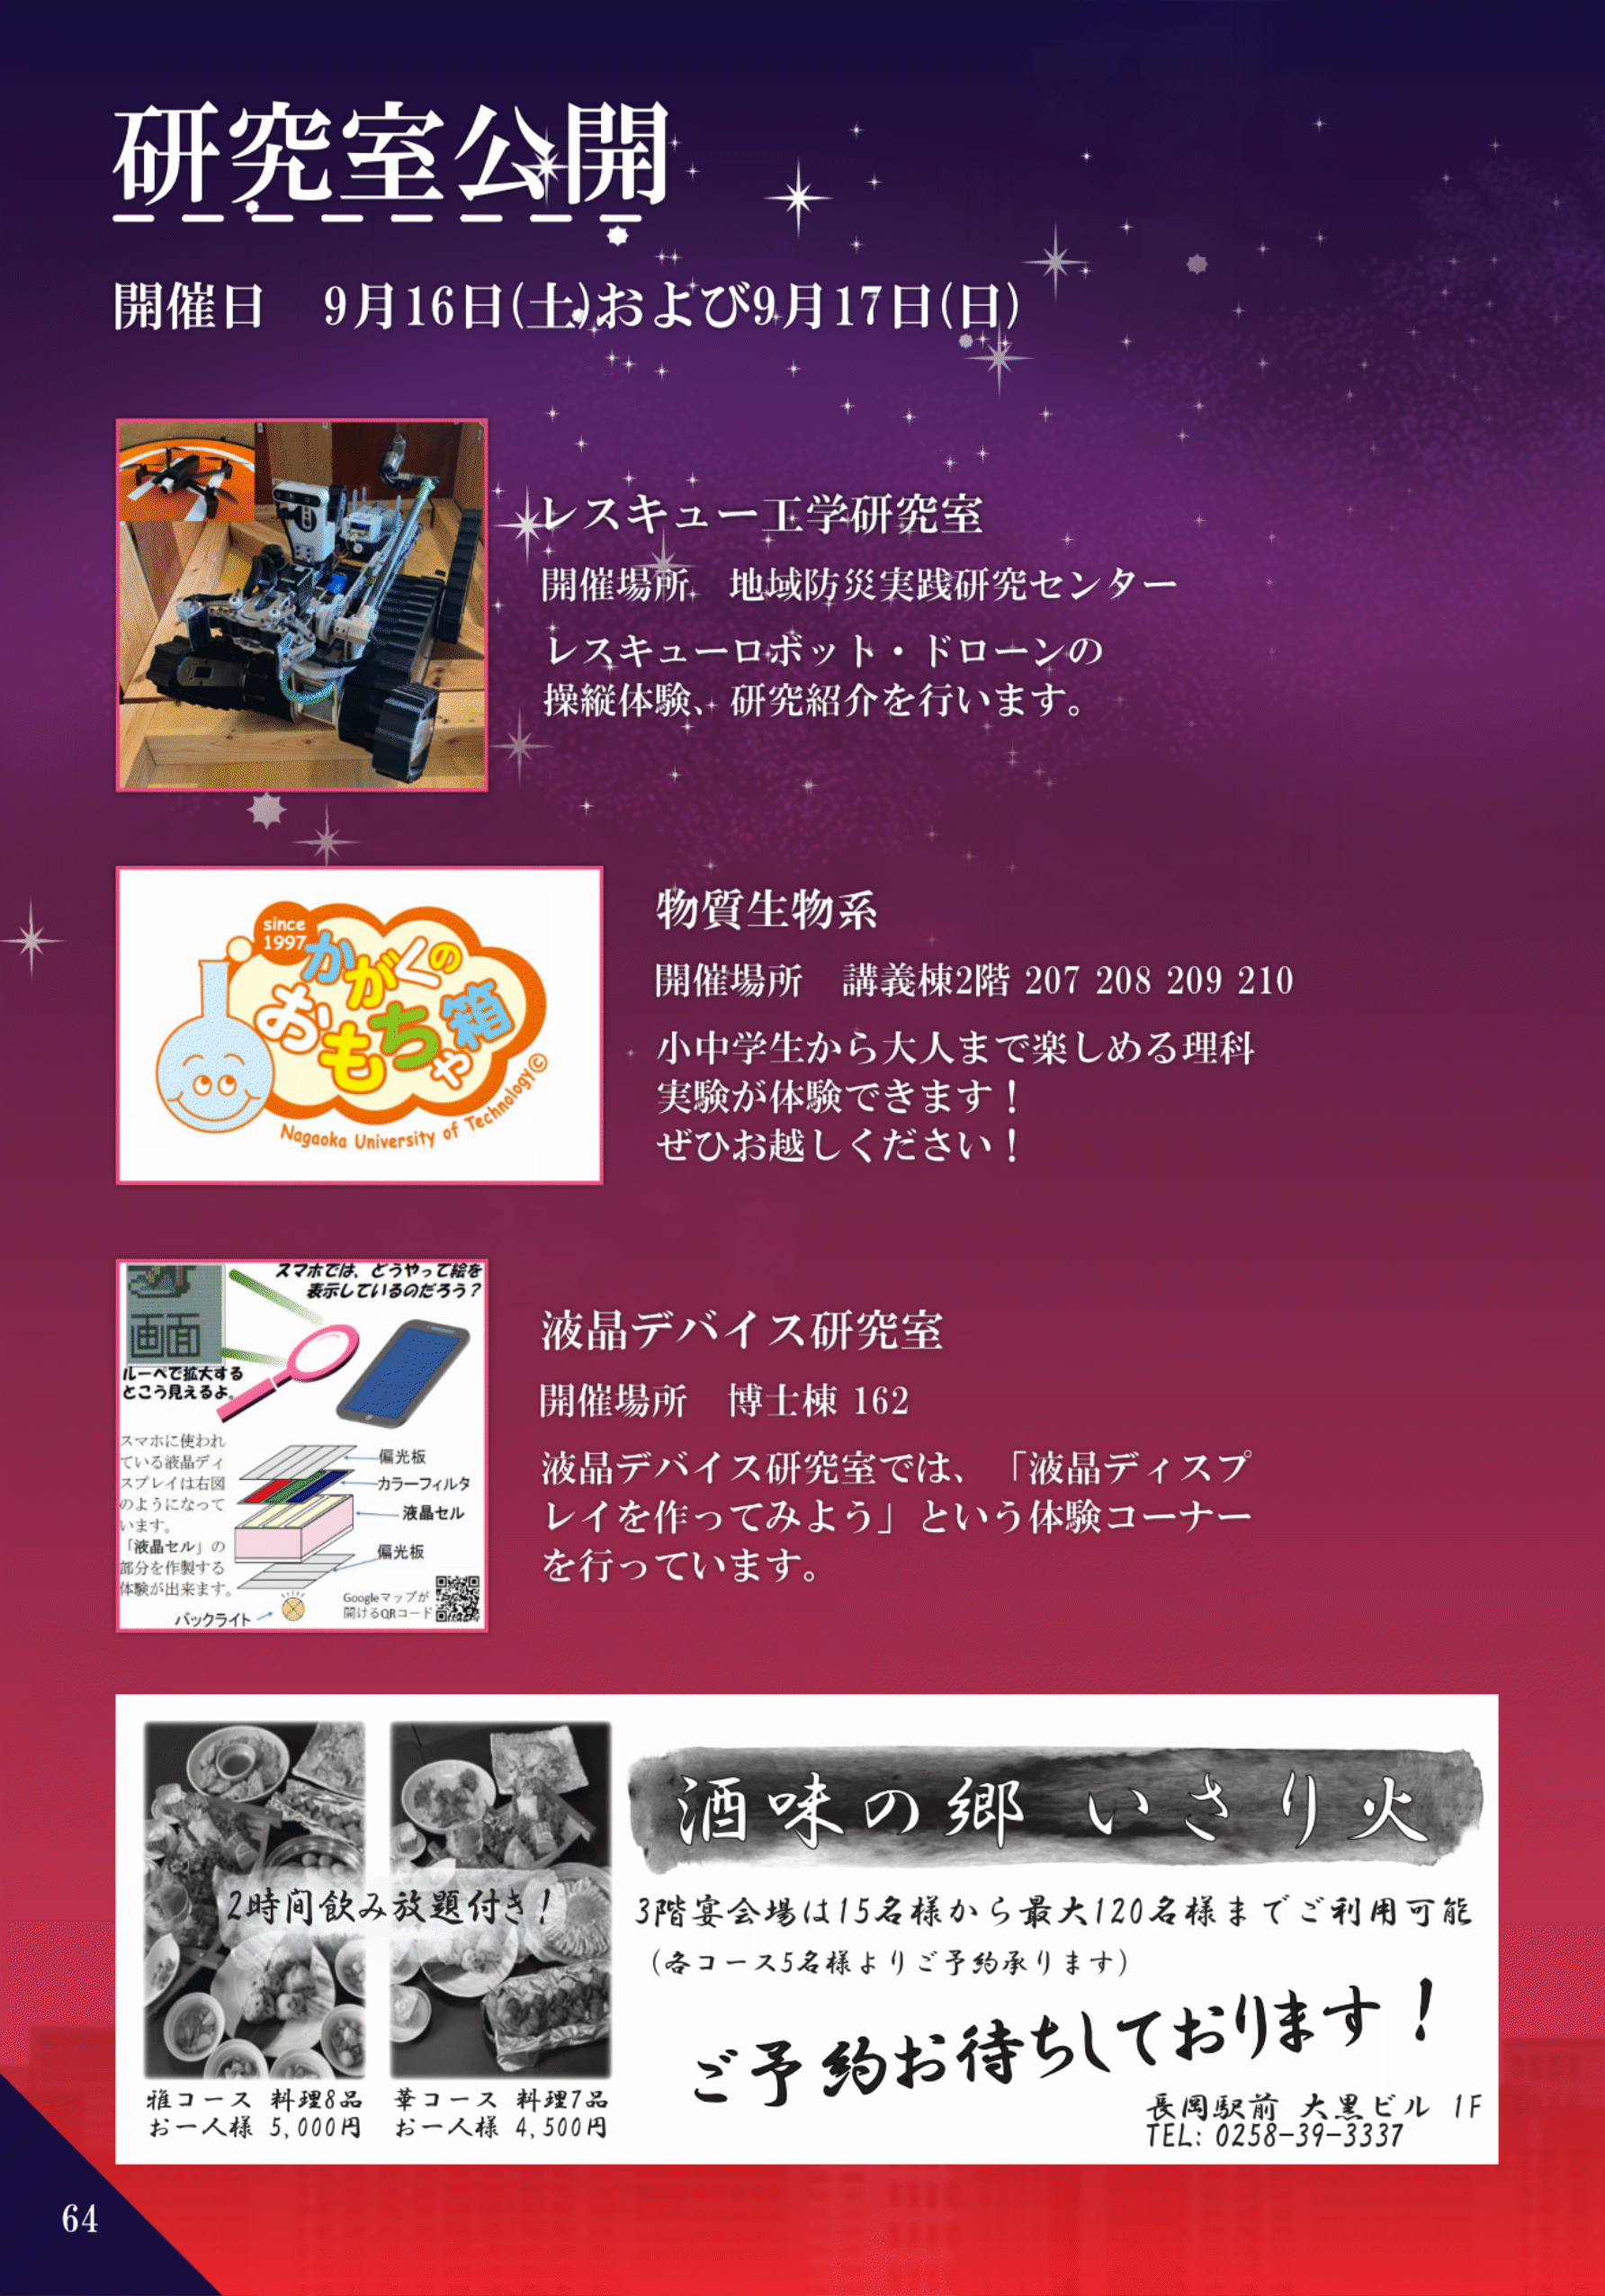 研究室公開
開催日　9月16日(土)および9月17日(日)
レスキュー工学研究室
開催場所　地域防災実践研究センター
レスキューロボット・ドローンの
操縦体験、研究紹介を行います。
since
1997
かがくの
おもちゃ箱
Nagaoka University of Technology©
物質生物系
開催場所　講義棟2階 207 208 209 210
小中学生から大人まで楽しめる理科
実験が体験できます！
ぜひお越しください！
スマホでは、どうやって絵を
表示しているのだろう？
画面
ルーペで拡大する
とこう見えるよ。
スマホに使われ
ている液晶ディ
スプレイは右図
のようになって
います。
「液晶セル」の
部分を作製する
体験が出来ます。
偏光板
カラーフィルタ
液晶セル
偏光板
バックライト
Googleマップが
開けるQRコード
液晶デバイス研究室
開催場所　博士棟 162
液晶デバイス研究室では、「液晶ディスプ
レイを作ってみよう」という体験コーナー
を行っています。
2時間飲み放題付き！
雅コース 料理8品
お一人様 5,000円
華コース 料理7品
お一人様 4,500円
酒味の郷 いさり火
3階宴会場は15名様から最大120名様までご利用可能
（各コース5名様よりご予約承ります）
ご予約お待ちしております！
長岡駅前 大黒ビル 1F
TEL: 0258-39-3337
64